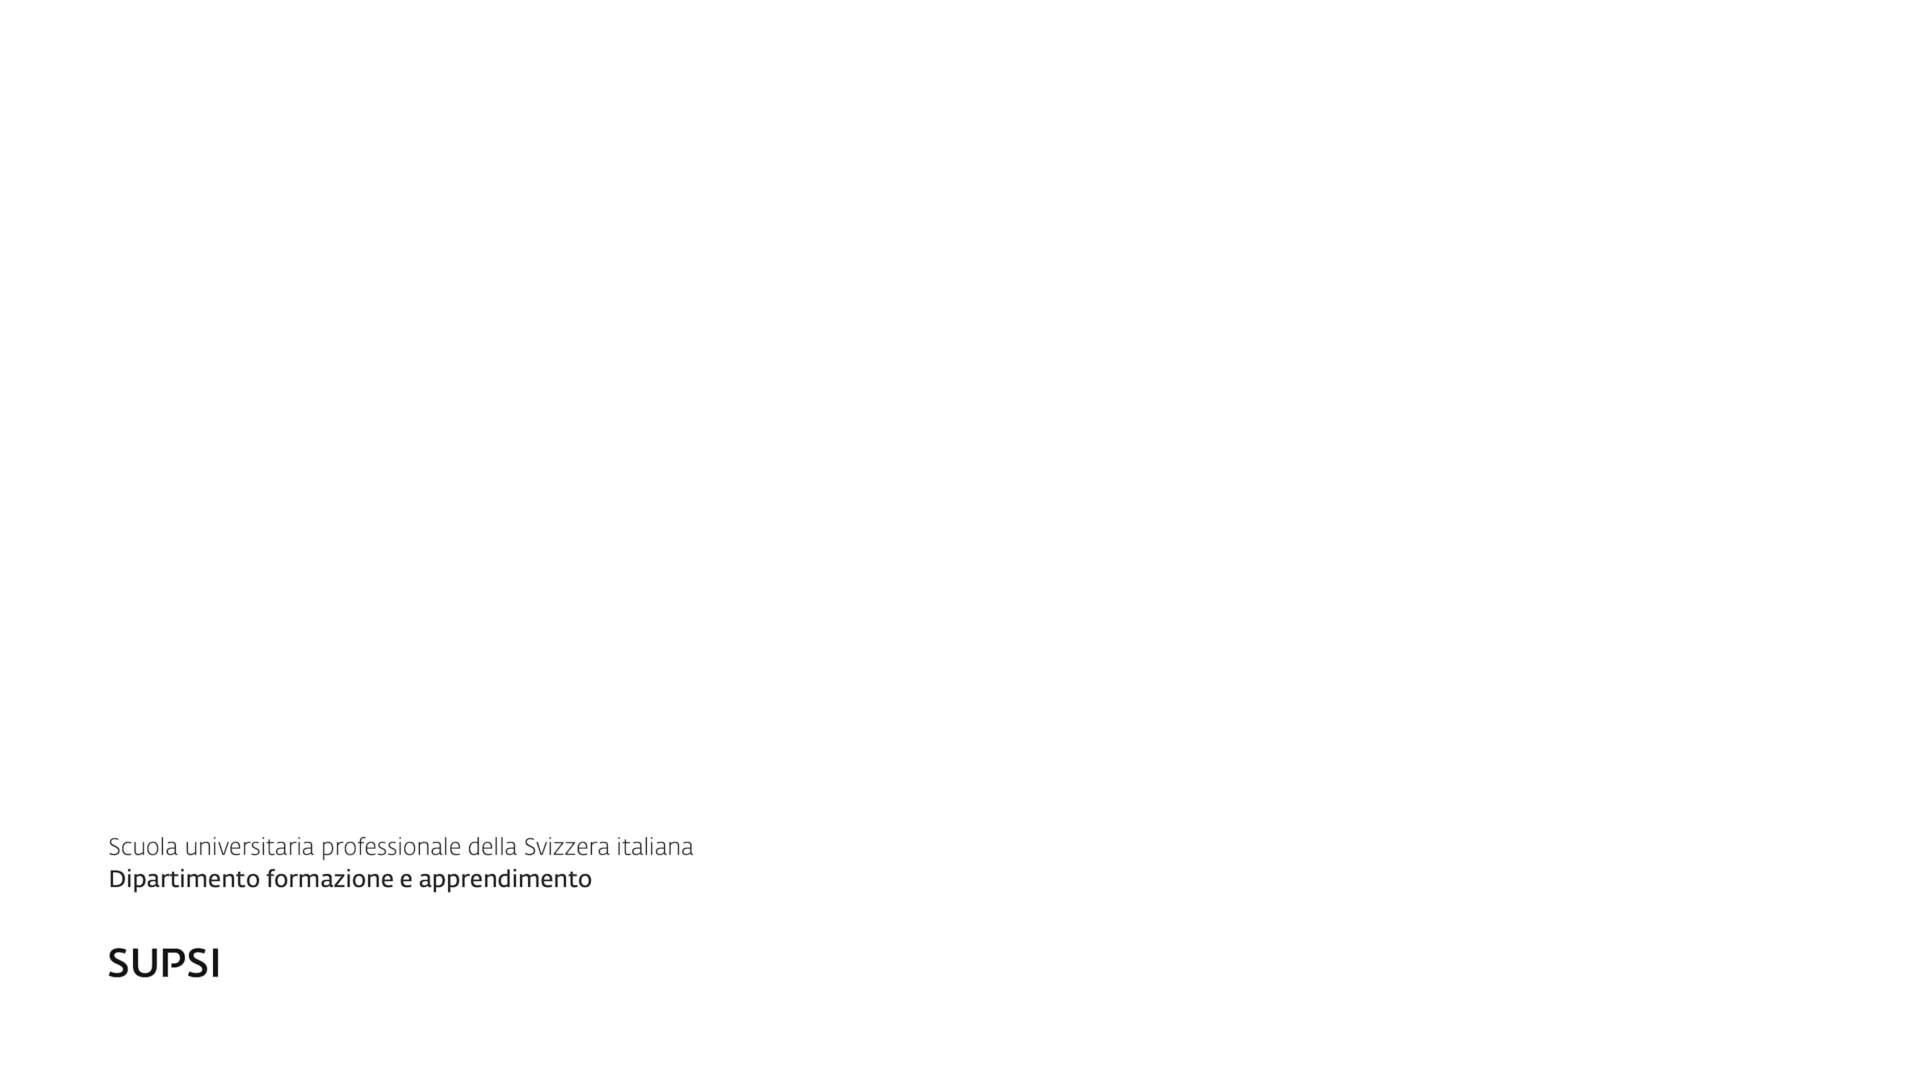 Scuola universitaria professionale della Svizzera italiana
Dipartimento formazione e apprendimento
SUPSI